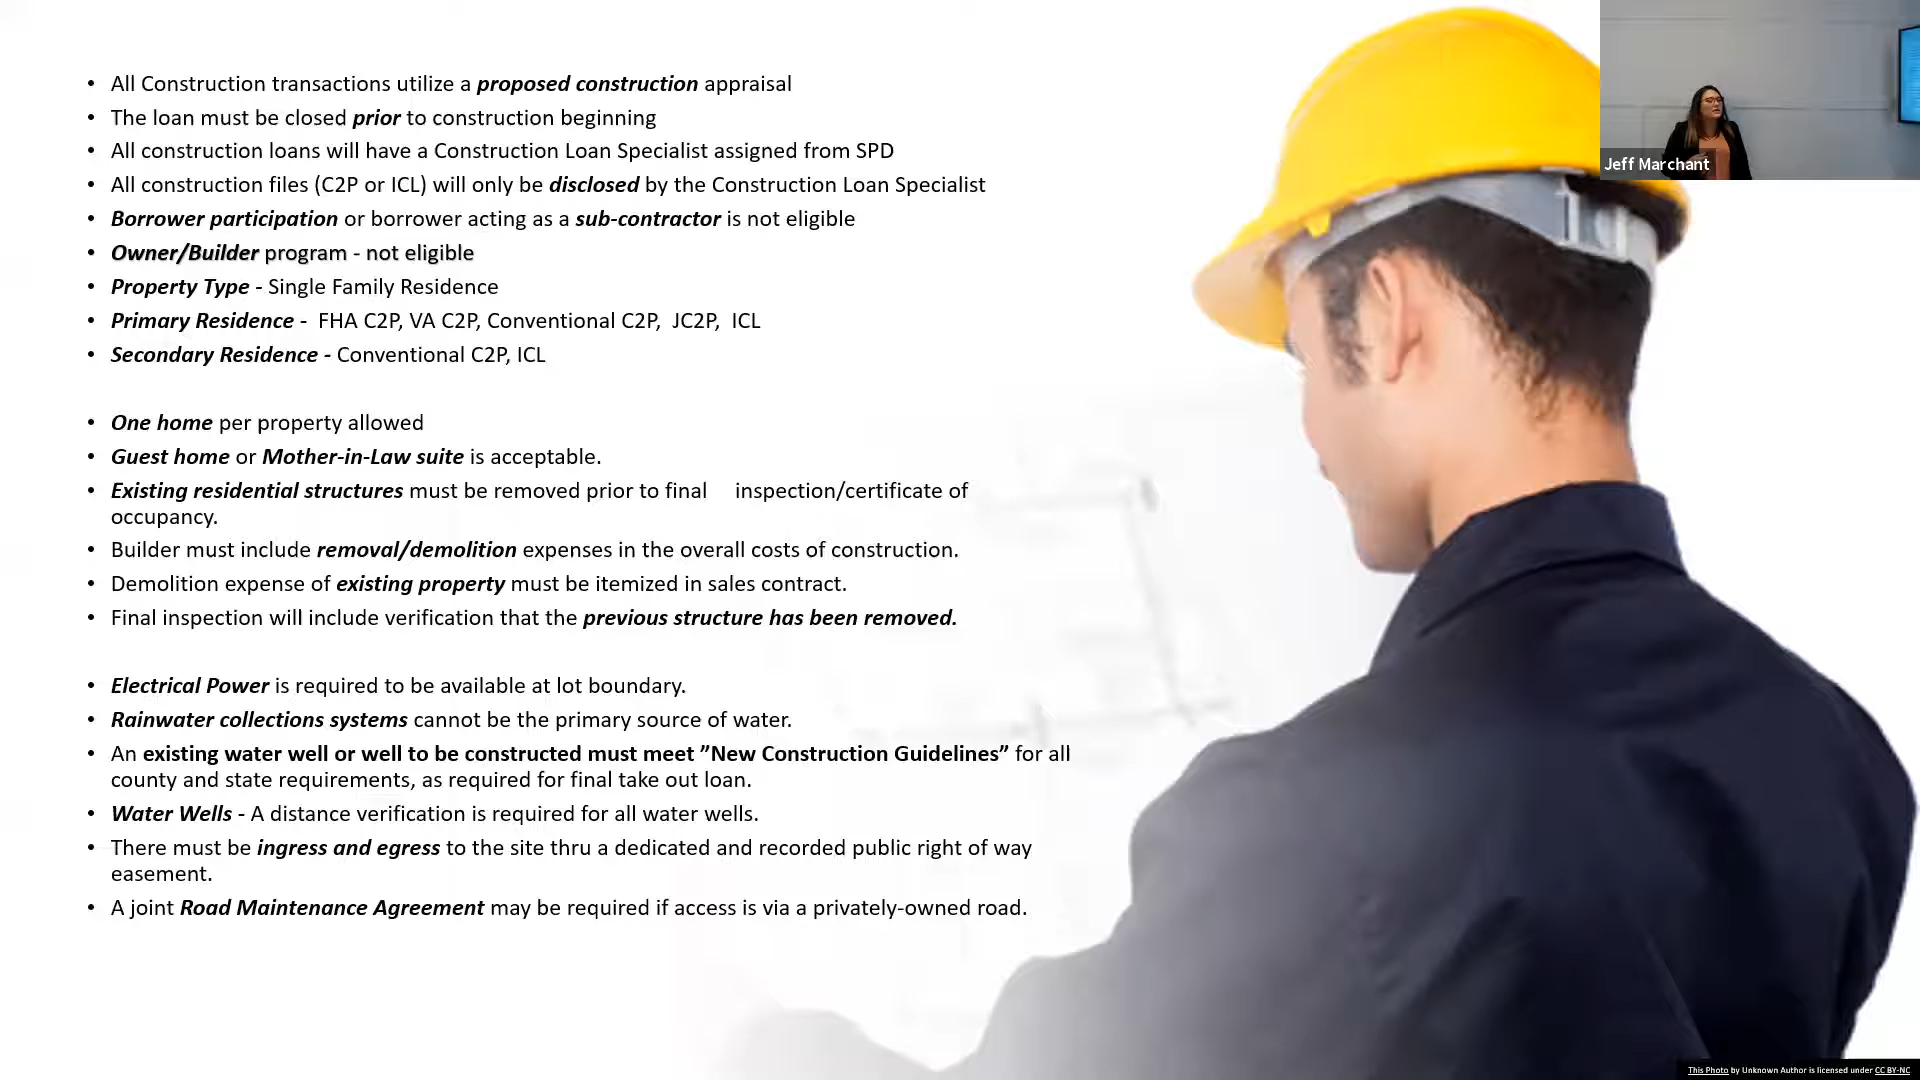 • All Construction transactions utilize a proposed construction appraisal
• The loan must be closed prior to construction beginning
• All construction loans will have a Construction Loan Specialist assigned from SPD
• All construction files (C2P or ICL) will only be disclosed by the Construction Loan Specialist
• Borrower participation or borrower acting as a sub-contractor is not eligible
• Owner/Builder program - not eligible
• Property Type - Single Family Residence
• Primary Residence - FHA C2P, VA C2P, Conventional C2P, JC2P, ICL
• Secondary Residence - Conventional C2P, ICL
• One home per property allowed
• Guest home or Mother-in-Law suite is acceptable.
• Existing residential structures must be removed prior to final inspection/certificate of
occupancy.
• Builder must include removal/demolition expenses in the overall costs of construction.
• Demolition expense of existing property must be itemized in sales contract.
• Final inspection will include verification that the previous structure has been removed.
• Electrical Power is required to be available at lot boundary.
• Rainwater collections systems cannot be the primary source of water.
• An existing water well or well to be constructed must meet ”New Construction Guidelines” for all
county and state requirements, as required for final take out loan.
• Water Wells - A distance verification is required for all water wells.
• There must be ingress and egress to the site thru a dedicated and recorded public right of way
easement.
• A joint Road Maintenance Agreement may be required if access is via a privately-owned road.
Jeff Marchant
This Photo by Unknown Author is licensed under CC BY-NC